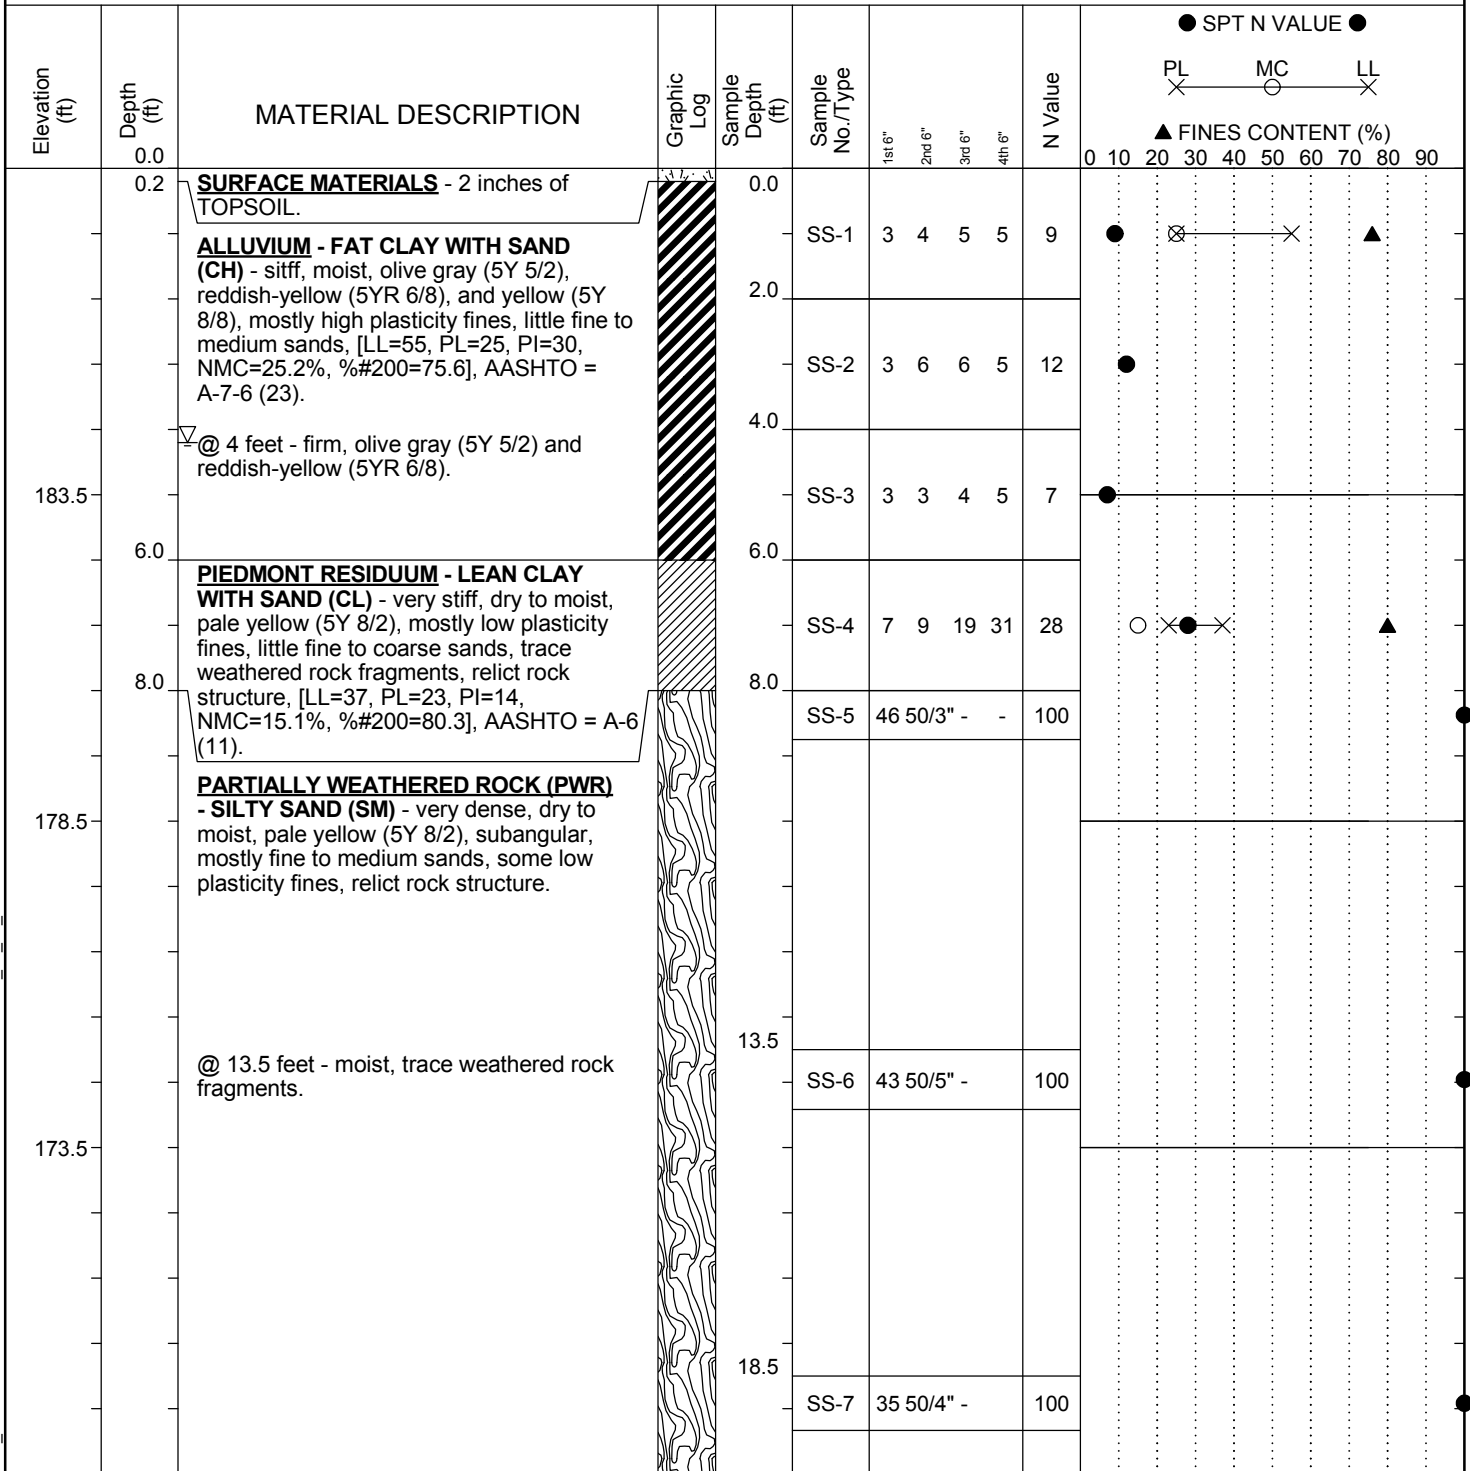 ● SPT N VALUE ●
PL MC LL
▲ FINES CONTENT (%)
0 10 20 30 40 50 60 70 80 90
Elevation
(ft)
Depth
(ft)
0.0
MATERIAL DESCRIPTION
Graphic
Log
Sample
Depth
(ft)
Sample
No./Type
1st 6"
2nd 6"
3rd 6"
4th 6"
N Value
0.2
SURFACE MATERIALS - 2 inches of
TOPSOIL.
0.0
ALLUVIUM - FAT CLAY WITH SAND
(CH) - sitff, moist, olive gray (5Y 5/2),
reddish-yellow (5YR 6/8), and yellow (5Y
8/8), mostly high plasticity fines, little fine to
medium sands, [LL=55, PL=25, PI=30,
NMC=25.2%, %#200=75.6], AASHTO =
A-7-6 (23).
SS-1 3 4 5 5 9
2.0
SS-2 3 6 6 5 12
4.0
@ 4 feet - firm, olive gray (5Y 5/2) and
reddish-yellow (5YR 6/8).
183.5
SS-3 3 3 4 5 7
6.0
6.0
PIEDMONT RESIDUUM - LEAN CLAY
WITH SAND (CL) - very stiff, dry to moist,
pale yellow (5Y 8/2), mostly low plasticity
fines, little fine to coarse sands, trace
weathered rock fragments, relict rock
structure, [LL=37, PL=23, PI=14,
NMC=15.1%, %#200=80.3], AASHTO = A-6
(11).
SS-4 7 9 19 31 28
8.0
8.0
SS-5 46 50/3" - - 100
PARTIALLY WEATHERED ROCK (PWR)
- SILTY SAND (SM) - very dense, dry to
moist, pale yellow (5Y 8/2), subangular,
mostly fine to medium sands, some low
plasticity fines, relict rock structure.
178.5
13.5
@ 13.5 feet - moist, trace weathered rock
fragments.
SS-6 43 50/5" - 100
173.5
18.5
SS-7 35 50/4" - 100